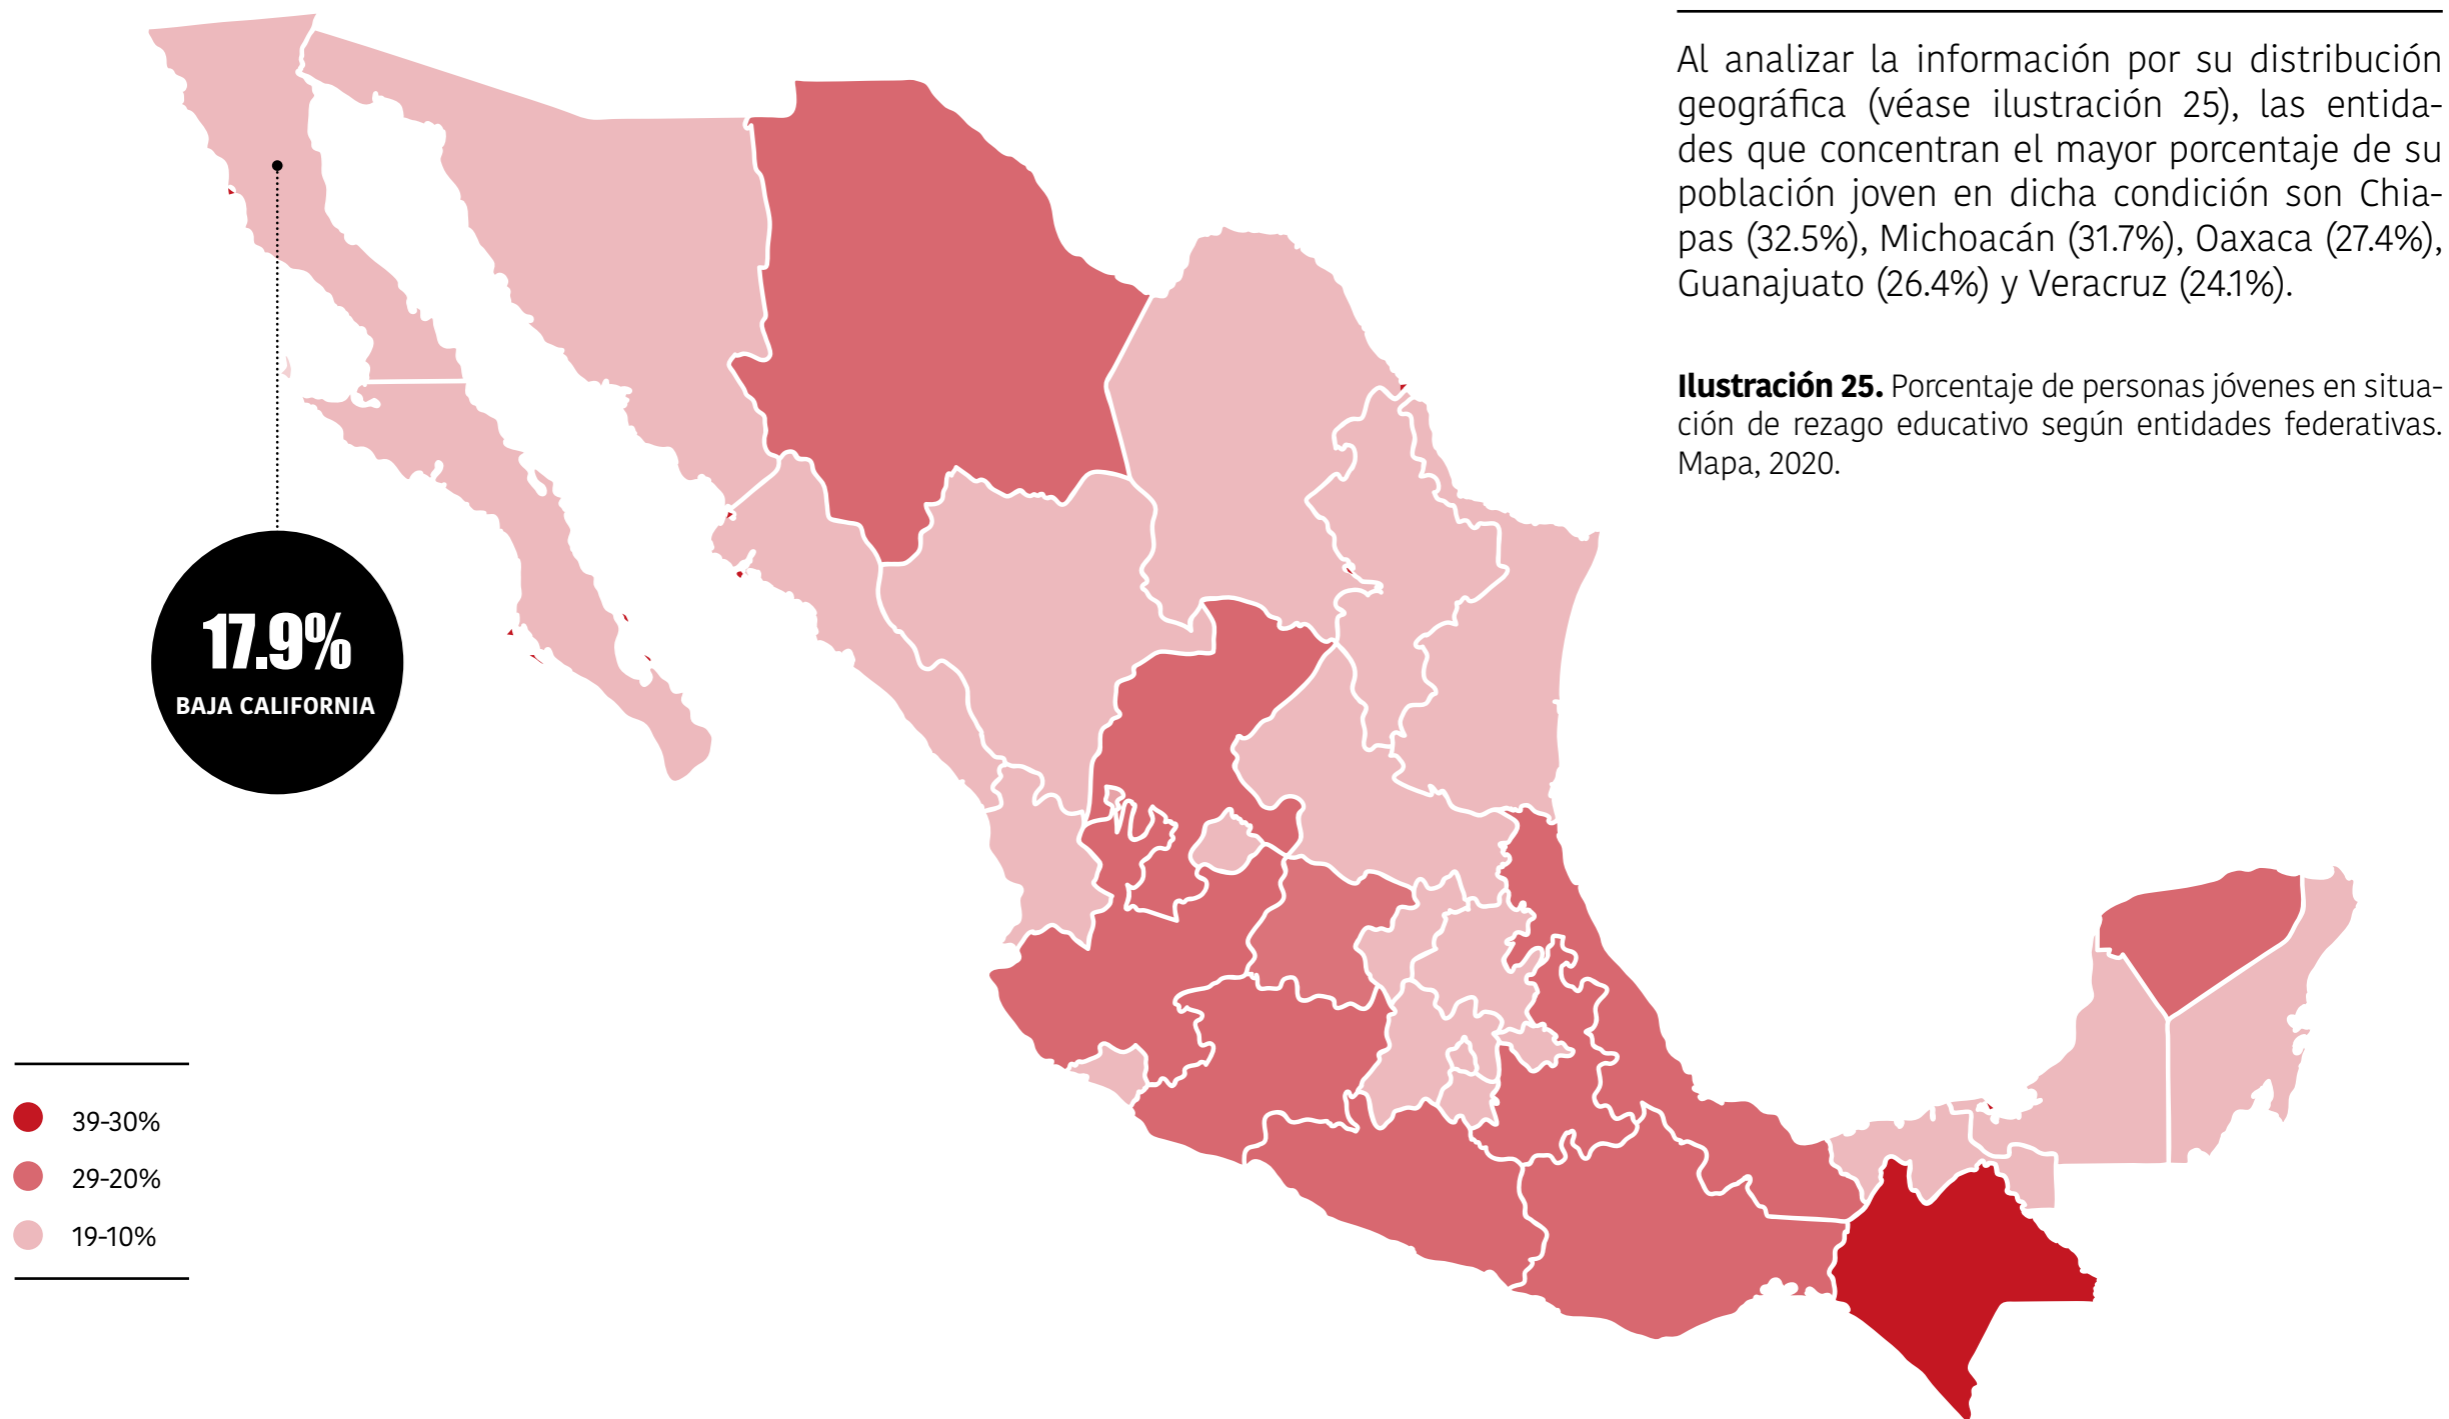 Al analizar la información por su distribución
geográfica (véase ilustración 25), las entida-
des que concentran el mayor porcentaje de su
población joven en dicha condición son Chia-
pas (32.5%), Michoacán (31.7%), Oaxaca (27.4%),
Guanajuato (26.4%) y Veracruz (24.1%).
Ilustración 25. Porcentaje de personas jóvenes en situa-
ción de rezago educativo según entidades federativas.
Mapa, 2020.
17.9%
BAJA CALIFORNIA
39-30%
29-20%
19-10%